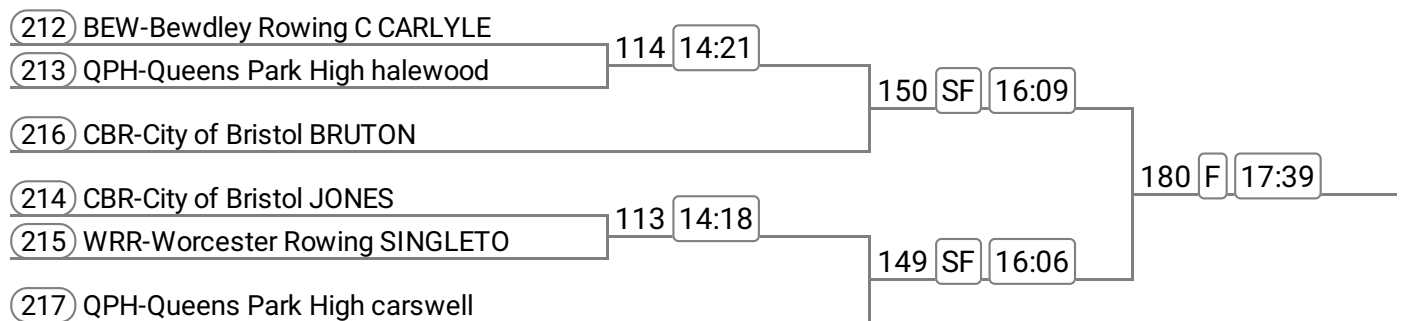 212 BEW-Bewdley Rowing C CARLYLE
114 14:21
213 QPH-Queens Park High halewood
150 SF 16:09
216 CBR-City of Bristol BRUTON
180 F 17:39
214 CBR-City of Bristol JONES
113 14:18
215 WRR-Worcester Rowing SINGLETO
149 SF 16:06
217 QPH-Queens Park High carswell